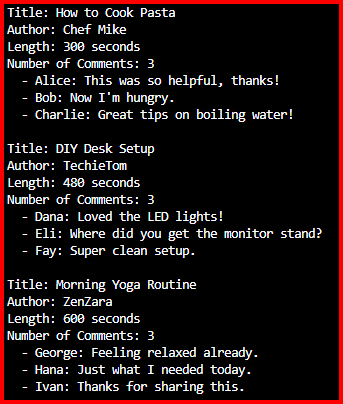 Title: How to Cook Pasta
Author: Chef Mike
Length: 300 seconds
Number of Comments: 3
  - Alice: This was so helpful, thanks!
  - Bob: Now I'm hungry.
  - Charlie: Great tips on boiling water!

Title: DIY Desk Setup
Author: TechieTom
Length: 480 seconds
Number of Comments: 3
  - Dana: Loved the LED lights!
  - Eli: Where did you get the monitor stand?
  - Fay: Super clean setup.

Title: Morning Yoga Routine
Author: ZenZara
Length: 600 seconds
Number of Comments: 3
  - George: Feeling relaxed already.
  - Hana: Just what I needed today.
  - Ivan: Thanks for sharing this.